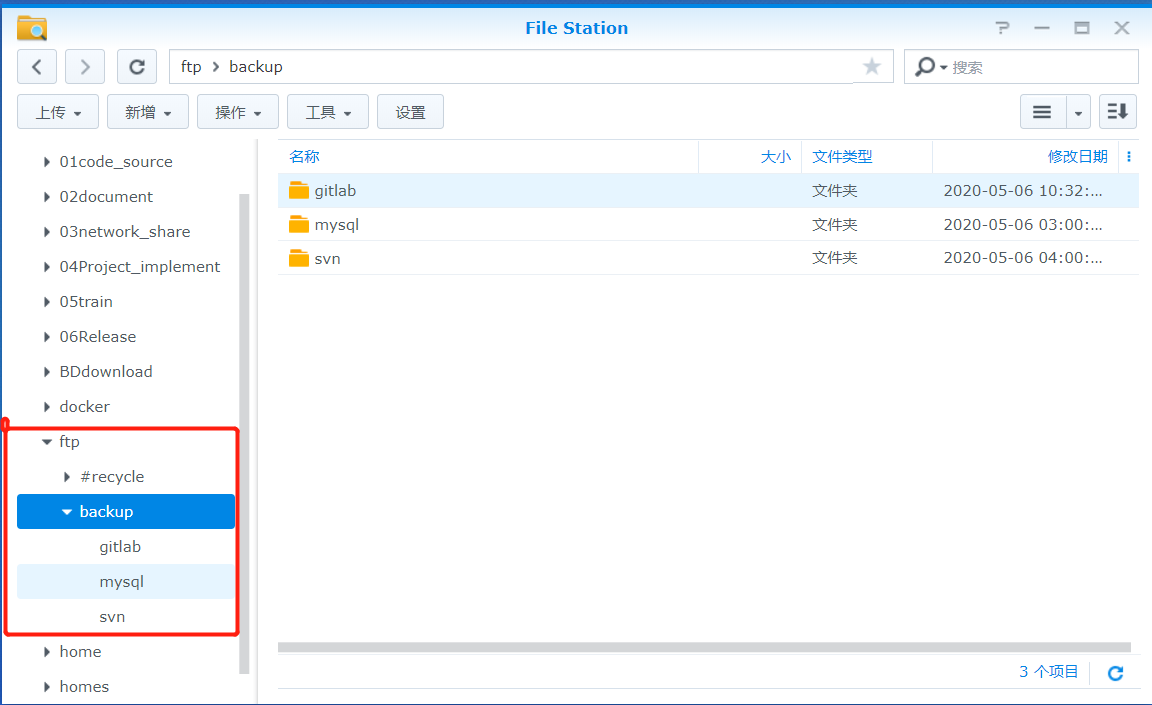 File Station
ftp > backup
搜索
上传 新增 操作 工具 设置
01code_source
02document
03network_share
04Project_implement
05train
06Release
BDdownload
docker
ftp
#recycle
backup
gitlab
mysql
svn
home
homes
名称 大小 文件类型 修改日期
gitlab 文件夹 2020-05-06 10:32:...
mysql 文件夹 2020-05-06 03:00:...
svn 文件夹 2020-05-06 04:00:...
3 个项目